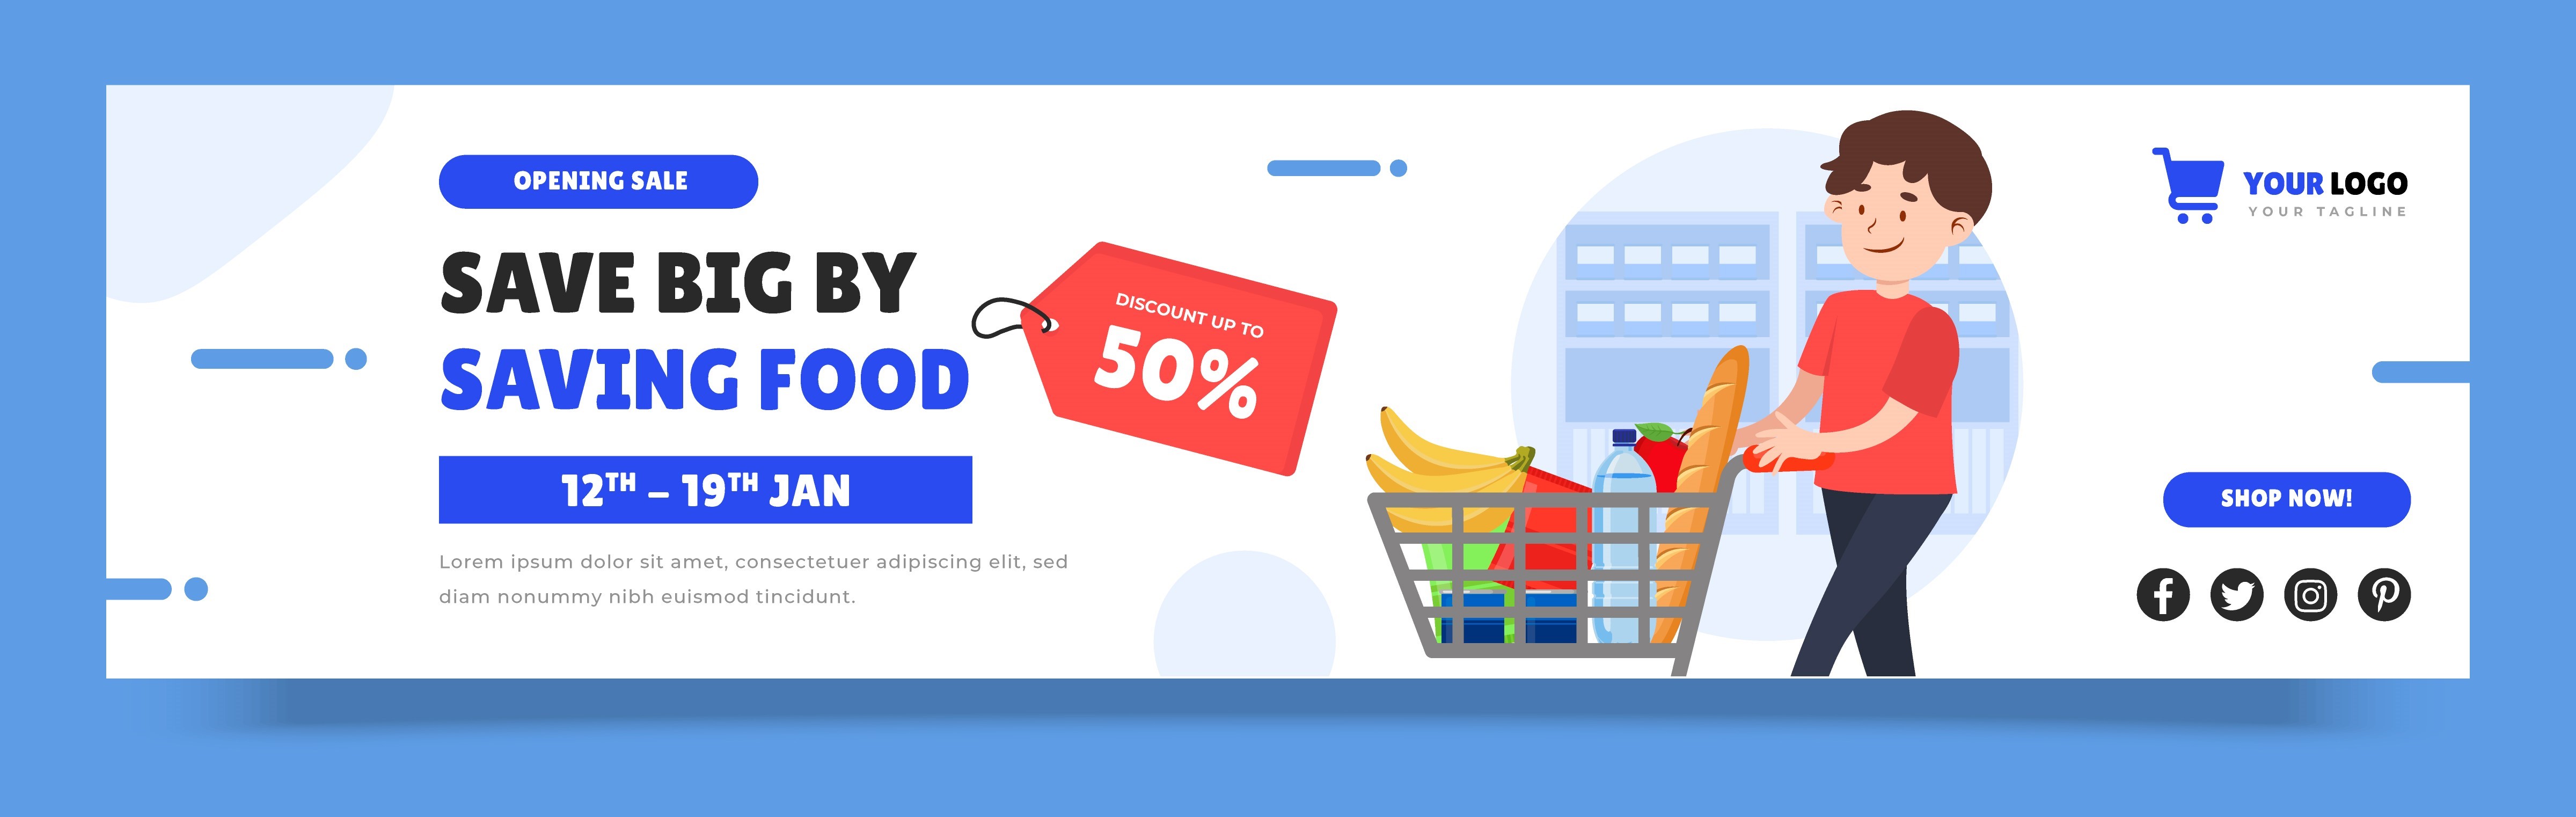 OPENING SALE
SAVE BIG BY
SAVING FOOD
12TH – 19TH JAN
Lorem ipsum dolor sit amet, consectetuer adipiscing elit, sed
diam nonummy nibh euismod tincidunt.
DISCOUNT UP TO
50%
YOUR LOGO
YOUR TAGLINE
SHOP NOW!